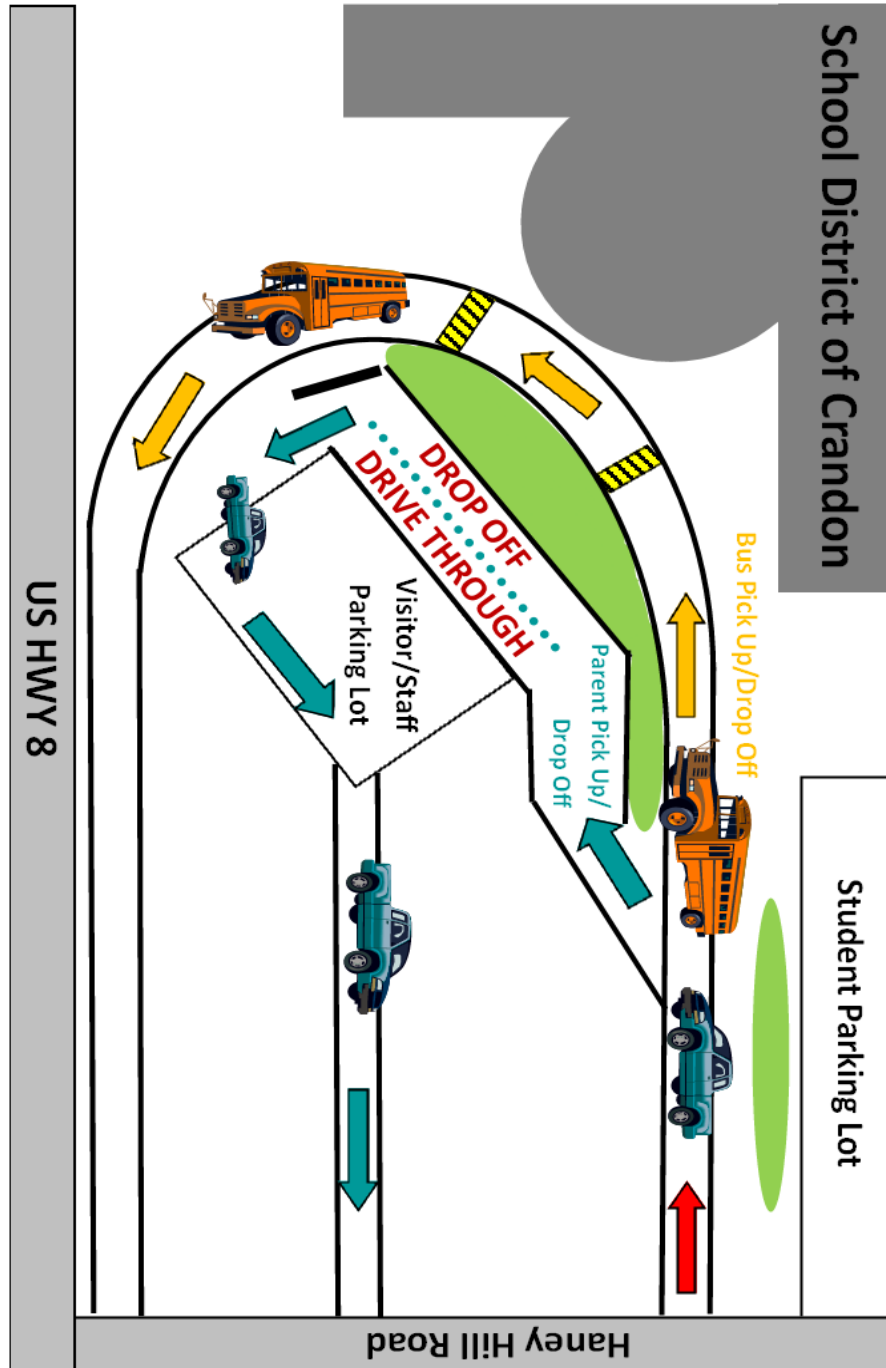 School District of Crandon
Student Parking Lot
Bus Pick Up/Drop Off
Parent Pick Up/
Drop Off
DROP OFF
DRIVE THROUGH
Visitor/Staff
Parking Lot
Haney Hill Road
US HWY 8